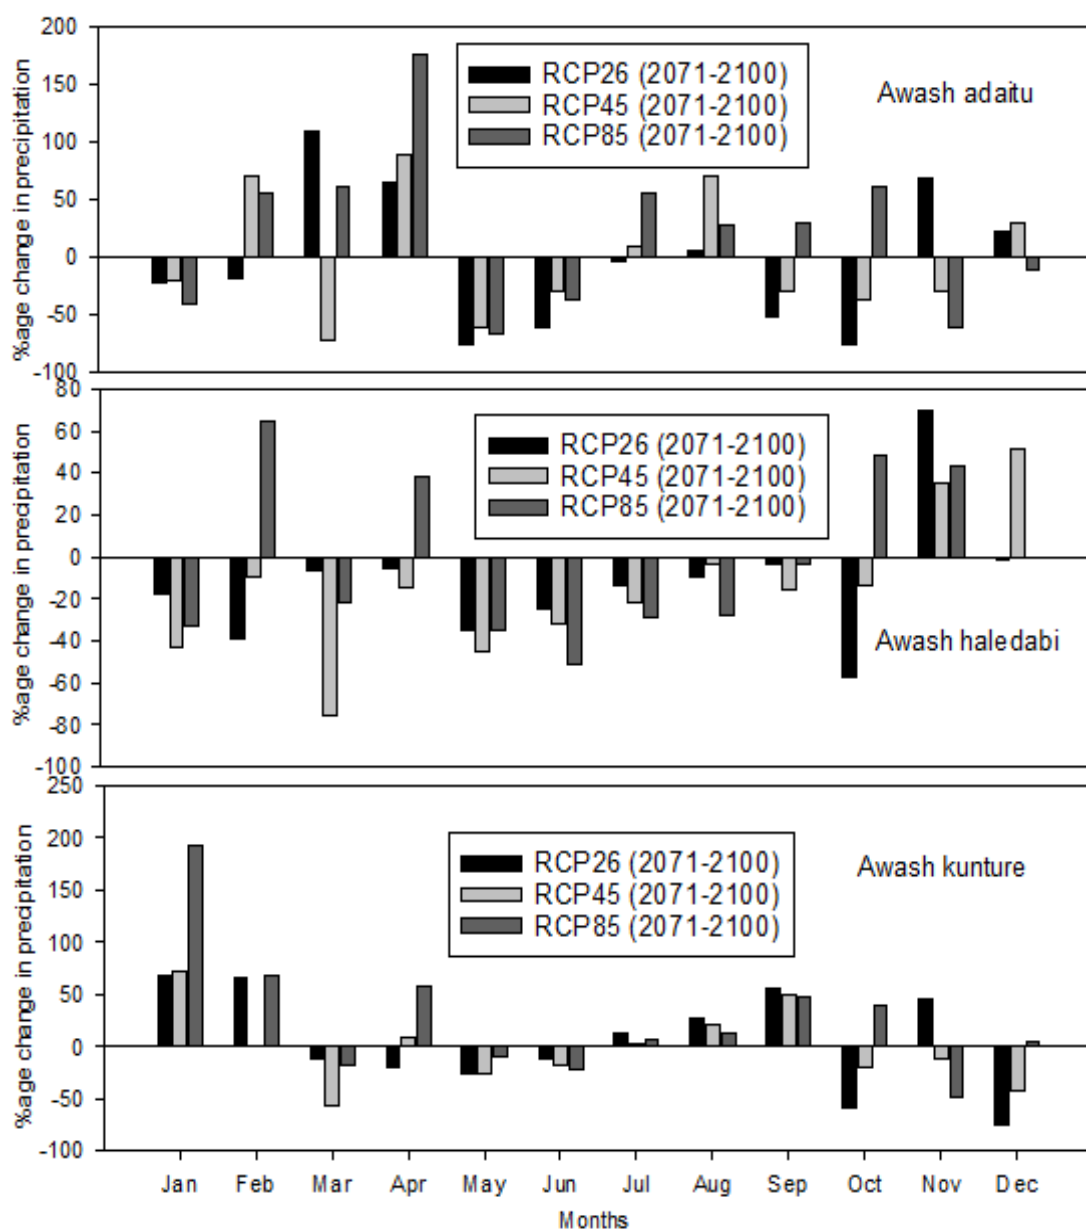 200
150
100
50
0
-50
-100
%age change in precipitation
RCP26 (2071-2100)
RCP45 (2071-2100)
RCP85 (2071-2100)
Awash adaitu
80
60
40
20
0
-20
-40
-60
-80
-100
%age change in precipitation
RCP26 (2071-2100)
RCP45 (2071-2100)
RCP85 (2071-2100)
Awash haledabi
250
200
150
100
50
0
-50
-100
%age change in precipitation
RCP26 (2071-2100)
RCP45 (2071-2100)
RCP85 (2071-2100)
Awash kunture
Jan Feb Mar Apr May Jun Jul Aug Sep Oct Nov Dec
Months